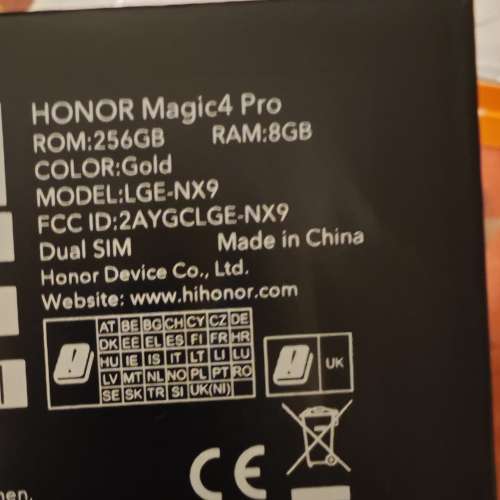 HONOR Magic4 Pro
ROM:256GB RAM:8GB
COLOR:Gold
MODEL:LGE-NX9
FCC ID:2AYGCLGE-NX9
Dual SIM Made in China
Honor Device Co., Ltd.
Website: www.hihonor.com
AT BE BG CH CY CZ DE
DK EE EL ES FI FR HR
HU IE IS IT LT LI LU
LV MT NL NO PL PT RO
SE SK TR SI UK(NI)
UK
CE